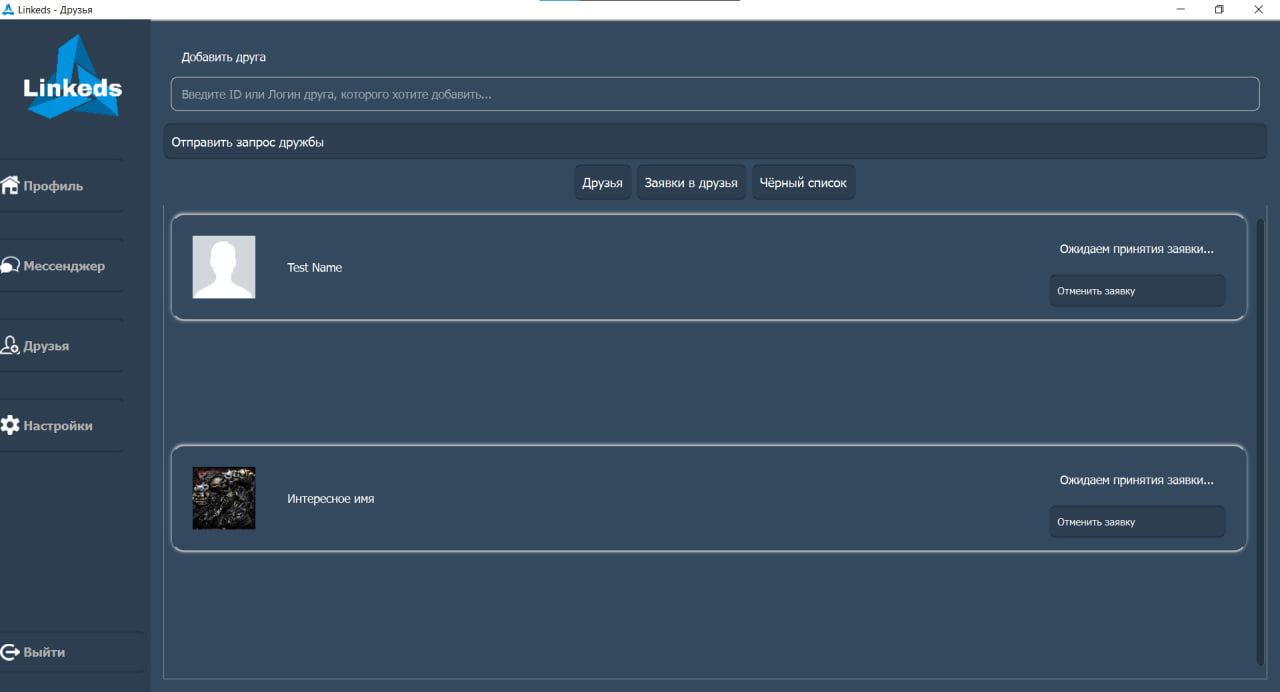 Linkeds - Друзья
Linkeds
Профиль
Мессенджер
Друзья
Настройки
Выйти
Добавить друга
Введите ID или Логин друга, которого хотите добавить...
Отправить запрос дружбы
Друзья Заявки в друзья Чёрный список
Test Name
Ожидаем принятия заявки...
Отменить заявку
Интересное имя
Ожидаем принятия заявки...
Отменить заявку